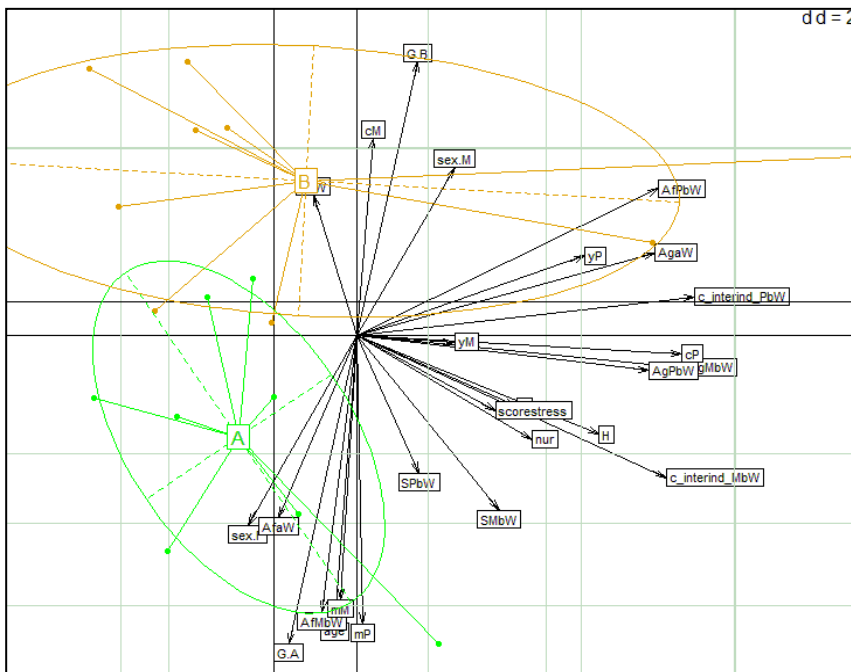 d d = 2
G.B
cM
sex.M
B
W
AfPbW
yP
AgaW
c_interind_PbW
yM
cP
gMbW
AgPbW
scorestress
H
nur
A
c_interind_MbW
SPbW
SMbW
AfaW
mM
AfMbW
age
mP
G.A